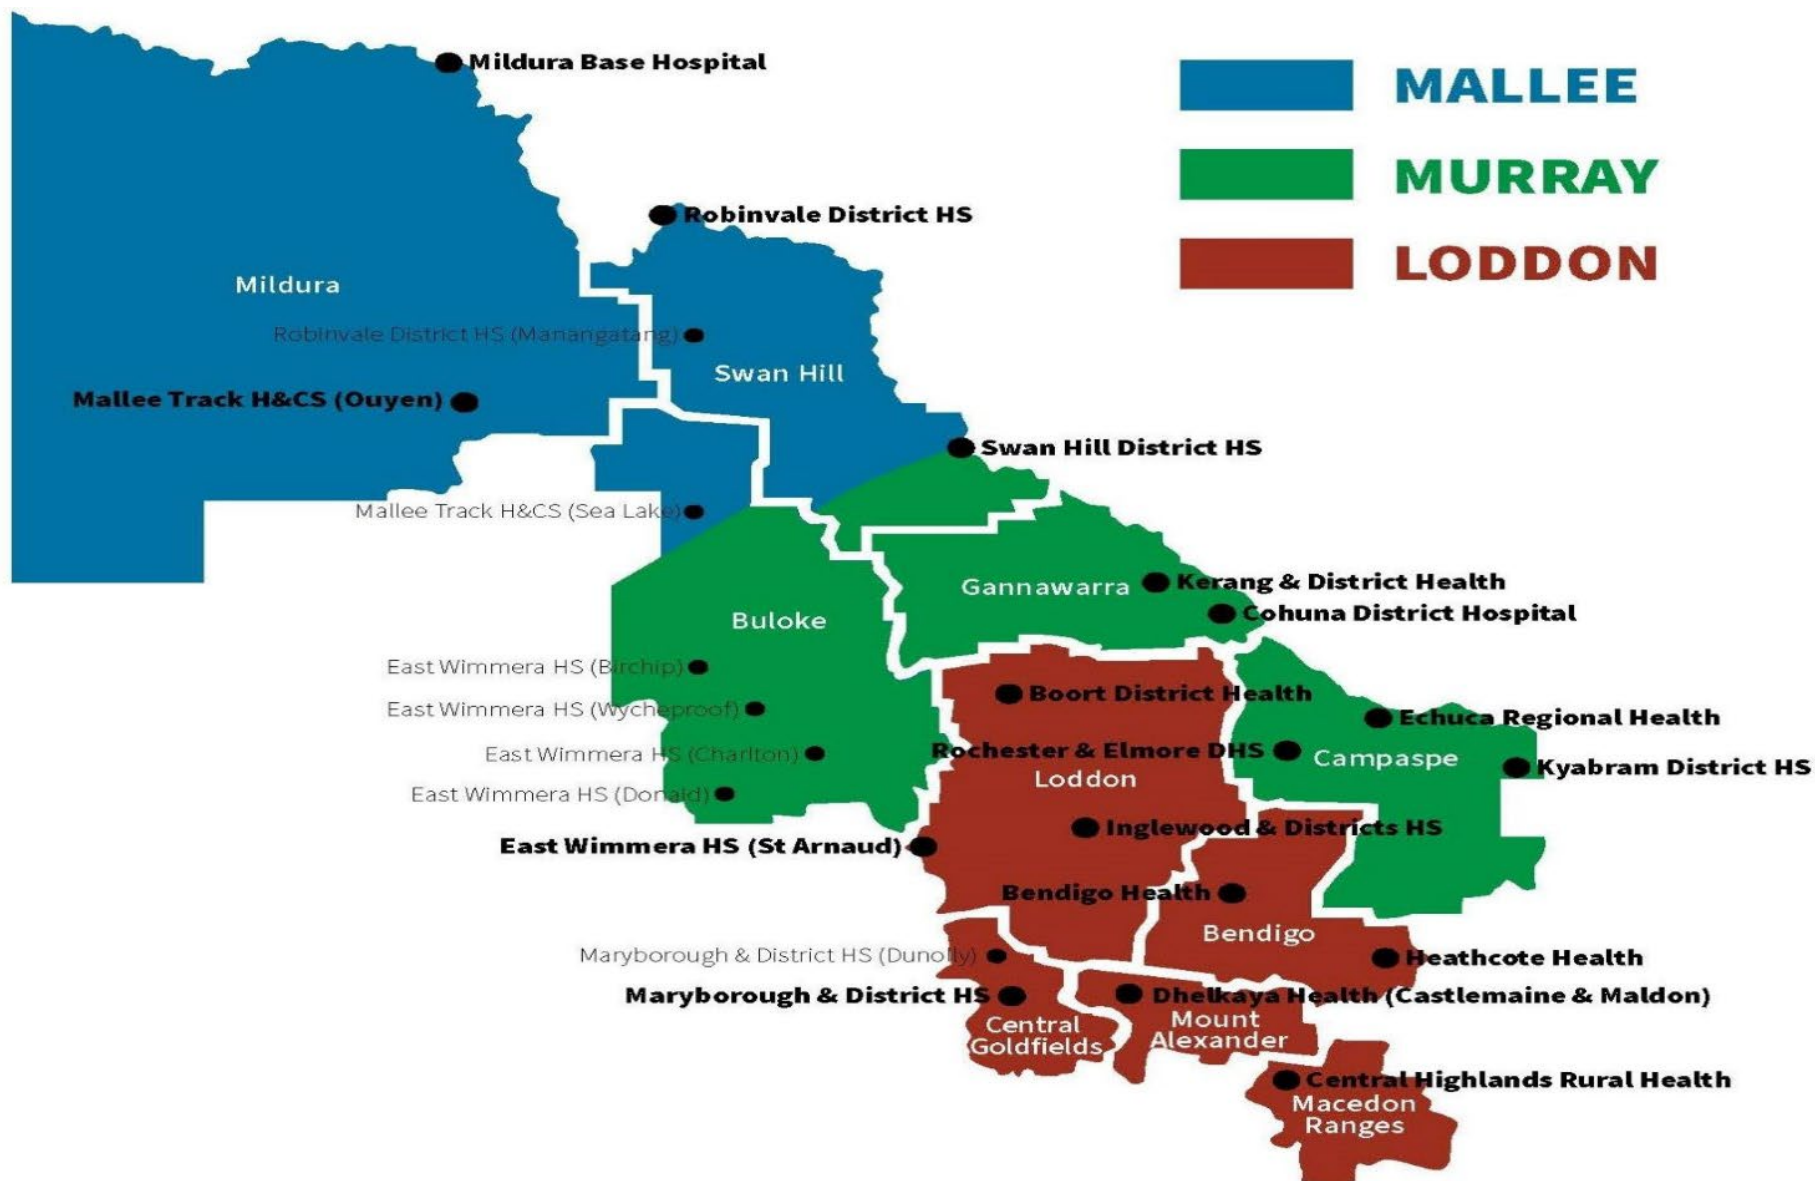 Mildura Base Hospital
MALLEE
MURRAY
Robinvale District HS
LODDON
Mildura
Robinvale District HS (Manangatang)
Swan Hill
Mallee Track H&CS (Ouyen)
Swan Hill District HS
Mallee Track H&CS (Sea Lake)
Gannawarra
Kerang & District Health
Cohuna District Hospital
Buloke
East Wimmera HS (Birchip)
Boort District Health
East Wimmera HS (Wycheproof)
Echuca Regional Health
East Wimmera HS (Charlton)
Rochester & Elmore DHS
Campaspe
Kyabram District HS
Loddon
East Wimmera HS (Donald)
Inglewood & Districts HS
East Wimmera HS (St Arnaud)
Bendigo Health
Bendigo
Maryborough & District HS (Dunolly)
Heathcote Health
Maryborough & District HS
Dhelkaya Health (Castlemaine & Maldon)
Central
Goldfields
Mount
Alexander
Central Highlands Rural Health
Macedon
Ranges